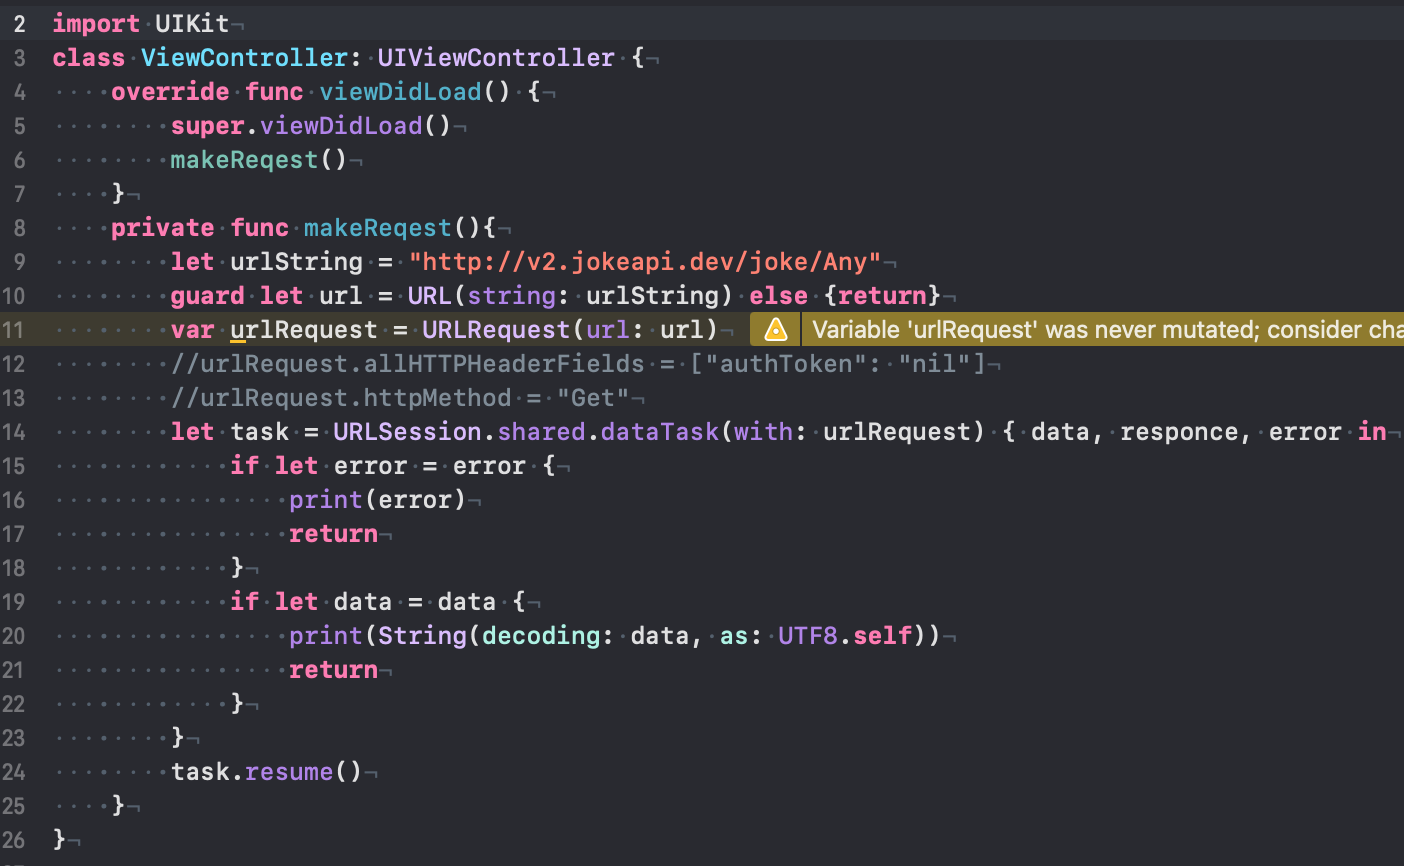 2 import UIKit¬
3 class ViewController: UIViewController {¬
4 ····override·func·viewDidLoad()·{¬
5 ········super.viewDidLoad()¬
6 ········makeReqest()¬
7 ····}¬
8 ····private·func·makeReqest(){¬
9 ········let·urlString·=·"http://v2.jokeapi.dev/joke/Any"¬
10 ········guard·let·url·=·URL(string:·urlString)·else·{return}¬
11 ········var·urlRequest·=·URLRequest(url:·url)¬ Variable 'urlRequest' was never mutated; consider cha
12 ········//urlRequest.allHTTPHeaderFields·=·["authToken":·"nil"]¬
13 ········//urlRequest.httpMethod·=·"Get"¬
14 ········let·task·=·URLSession.shared.dataTask(with:·urlRequest)·{·data,·responce,·error·in¬
15 ············if·let·error·=·error·{¬
16 ················print(error)¬
17 ················return¬
18 ············}¬
19 ············if·let·data·=·data·{¬
20 ················print(String(decoding:·data,·as:·UTF8.self))¬
21 ················return¬
22 ············}¬
23 ········}¬
24 ········task.resume()¬
25 ····}¬
26 }¬